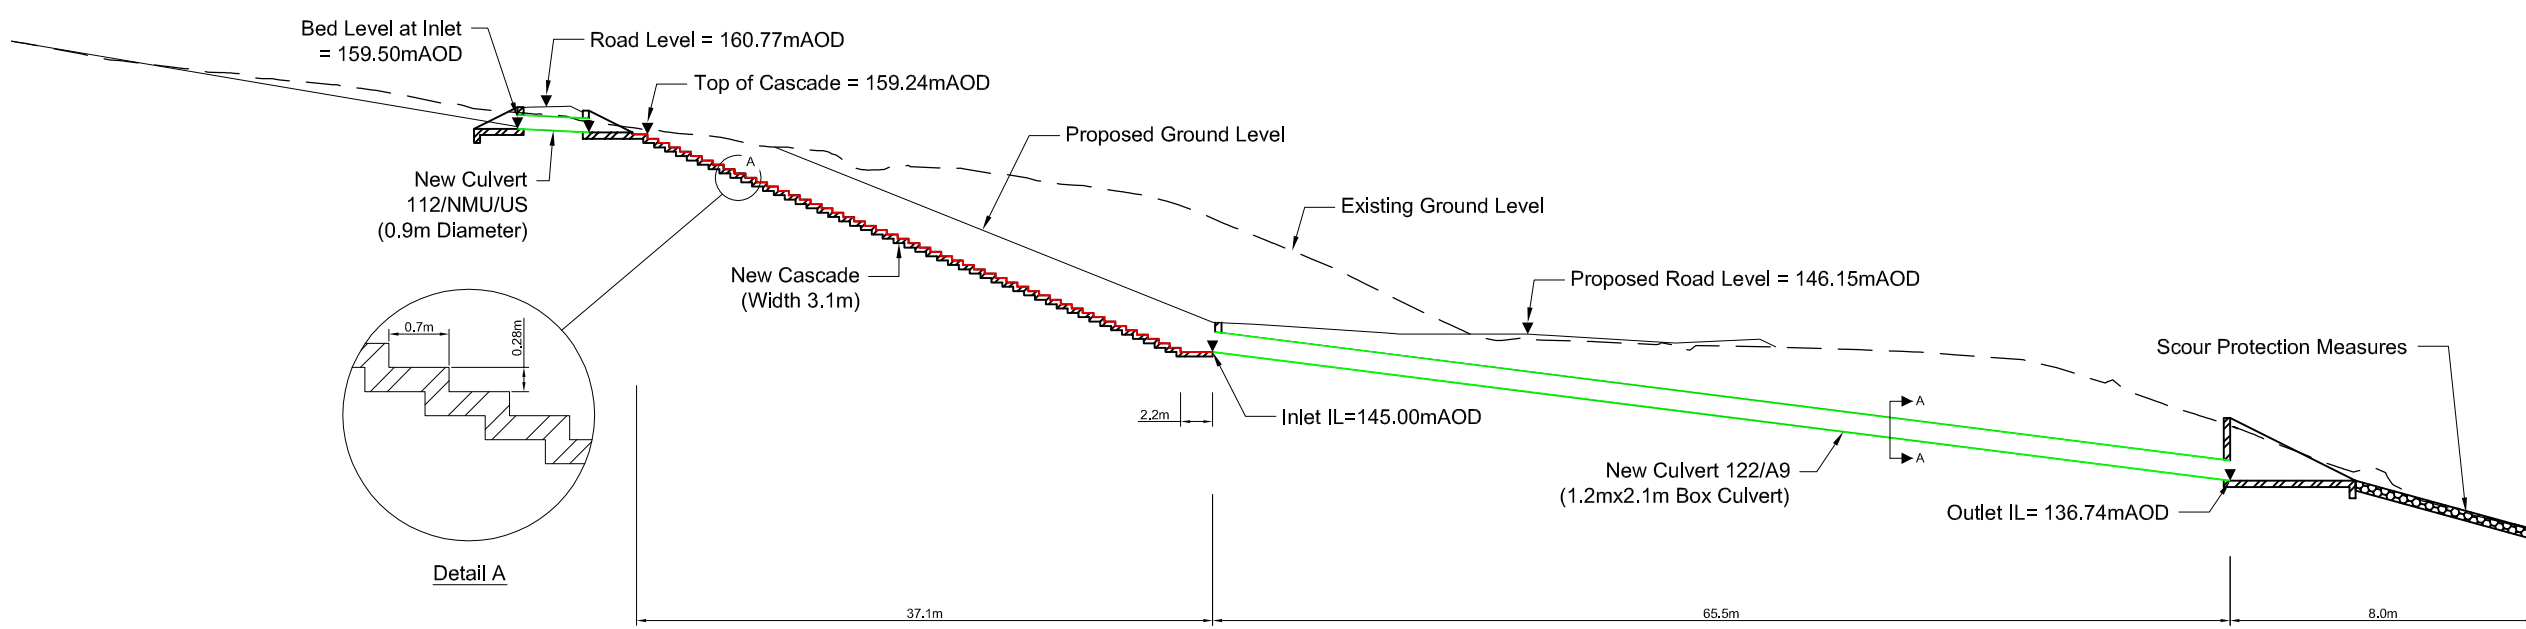 Bed Level at Inlet
= 159.50mAOD
Road Level = 160.77mAOD
Top of Cascade = 159.24mAOD
Proposed Ground Level
A
New Culvert
112/NMU/US
(0.9m Diameter)
Existing Ground Level
New Cascade
(Width 3.1m)
Proposed Road Level = 146.15mAOD
0.7m
0.28m
Scour Protection Measures
2.2m
Inlet IL=145.00mAOD
A
A
New Culvert 122/A9
(1.2mx2.1m Box Culvert)
Outlet IL= 136.74mAOD
Detail A
37.1m
65.5m
8.0m